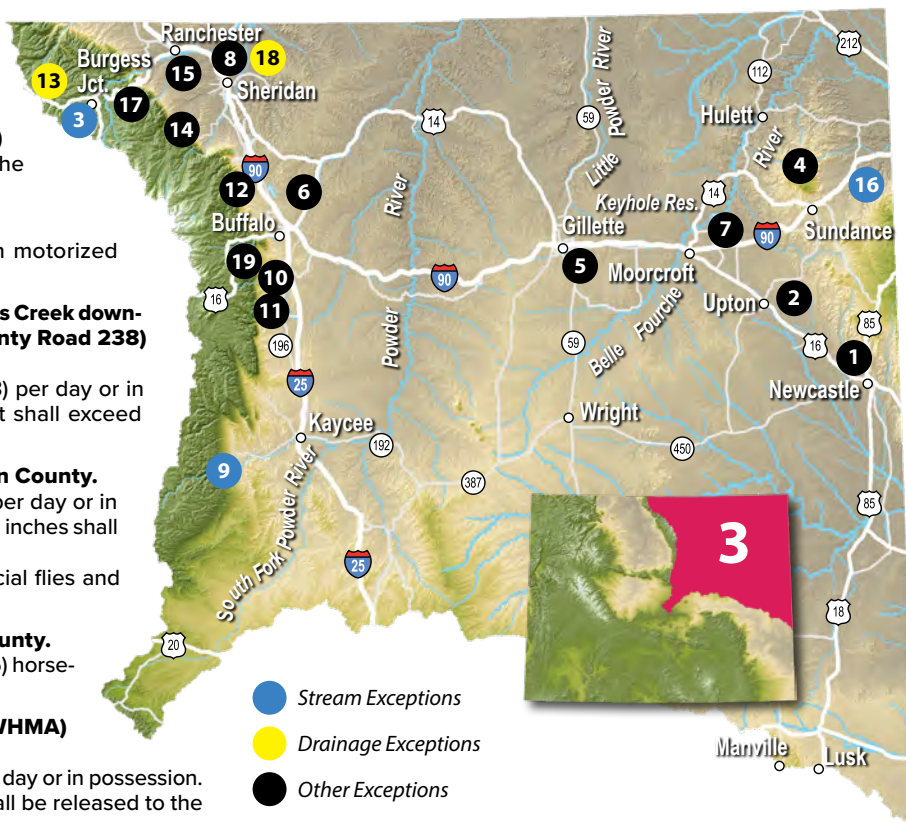 )
he
n motorized
s Creek down-
nty Road 238)
3) per day or in
t shall exceed
n County.
per day or in
inches shall
cial flies and
unty.
) horse-
WHMA)
day or in possession.
all be released to the
Ranchester
Burgess
Jct.
8
18
13
15
Sheridan
17
3
14
90
12
6
Buffalo
19
10
16
11
196
25
Kaycee
192
9
387
South Fork Powder River
25
20
14
River
Powder
90
59
Little Powder River
Gillette
5
59
Wright
450
Belle Fourche
River
Keyhole Res.
14
7
90
Moorcroft
212
112
Hulett
4
16
Sundance
Upton
2
85
16
1
Newcastle
85
18
3
Manville
Lusk
Stream Exceptions
Drainage Exceptions
Other Exceptions